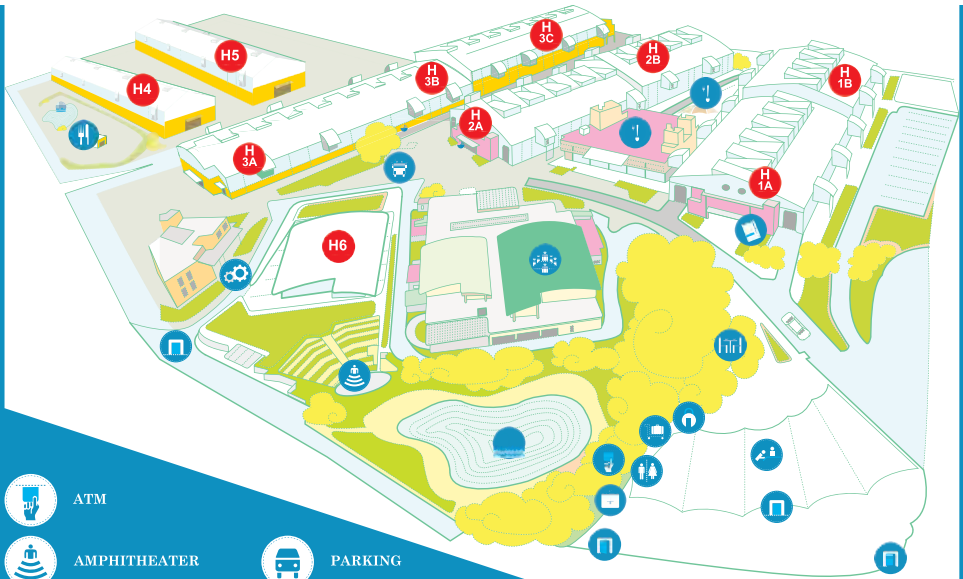 H
3C
H5
H
2B
H
3B
H
1B
H4
H
2A
H
3A
H
1A
H6
ATM
AMPHITHEATER
PARKING